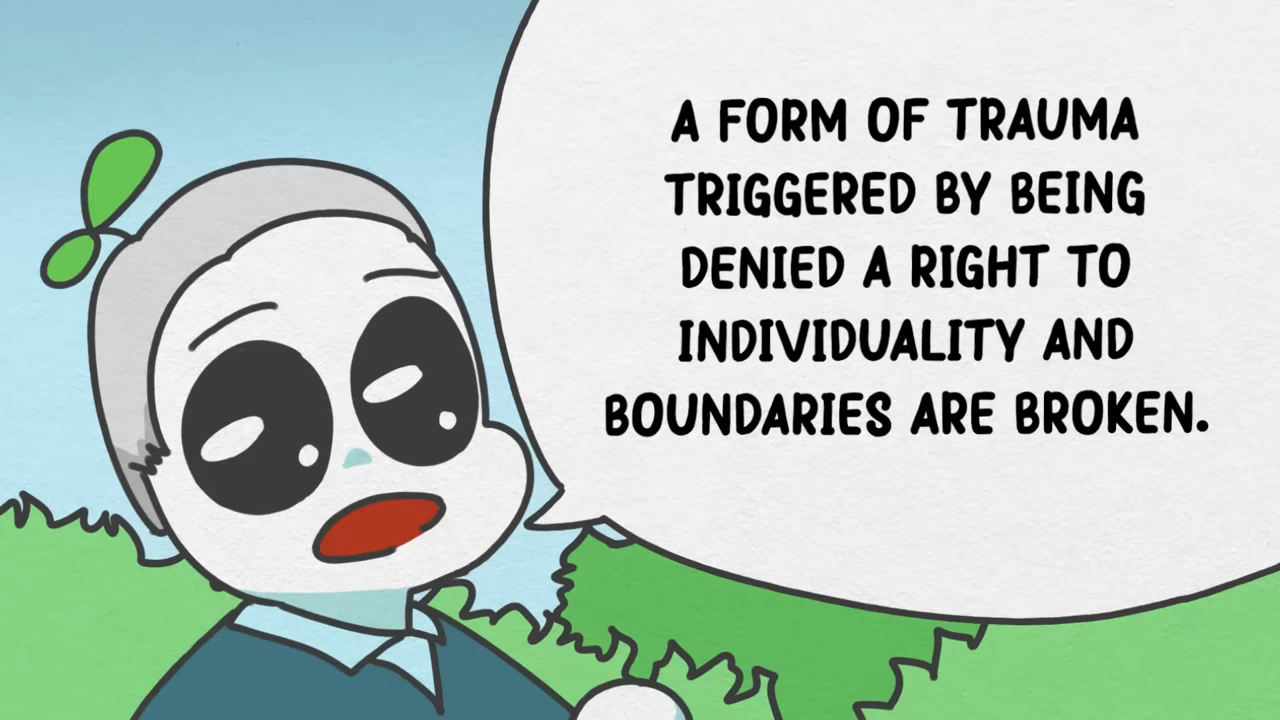 A FORM OF TRAUMA
TRIGGERED BY BEING
DENIED A RIGHT TO
INDIVIDUALITY AND
BOUNDARIES ARE BROKEN.